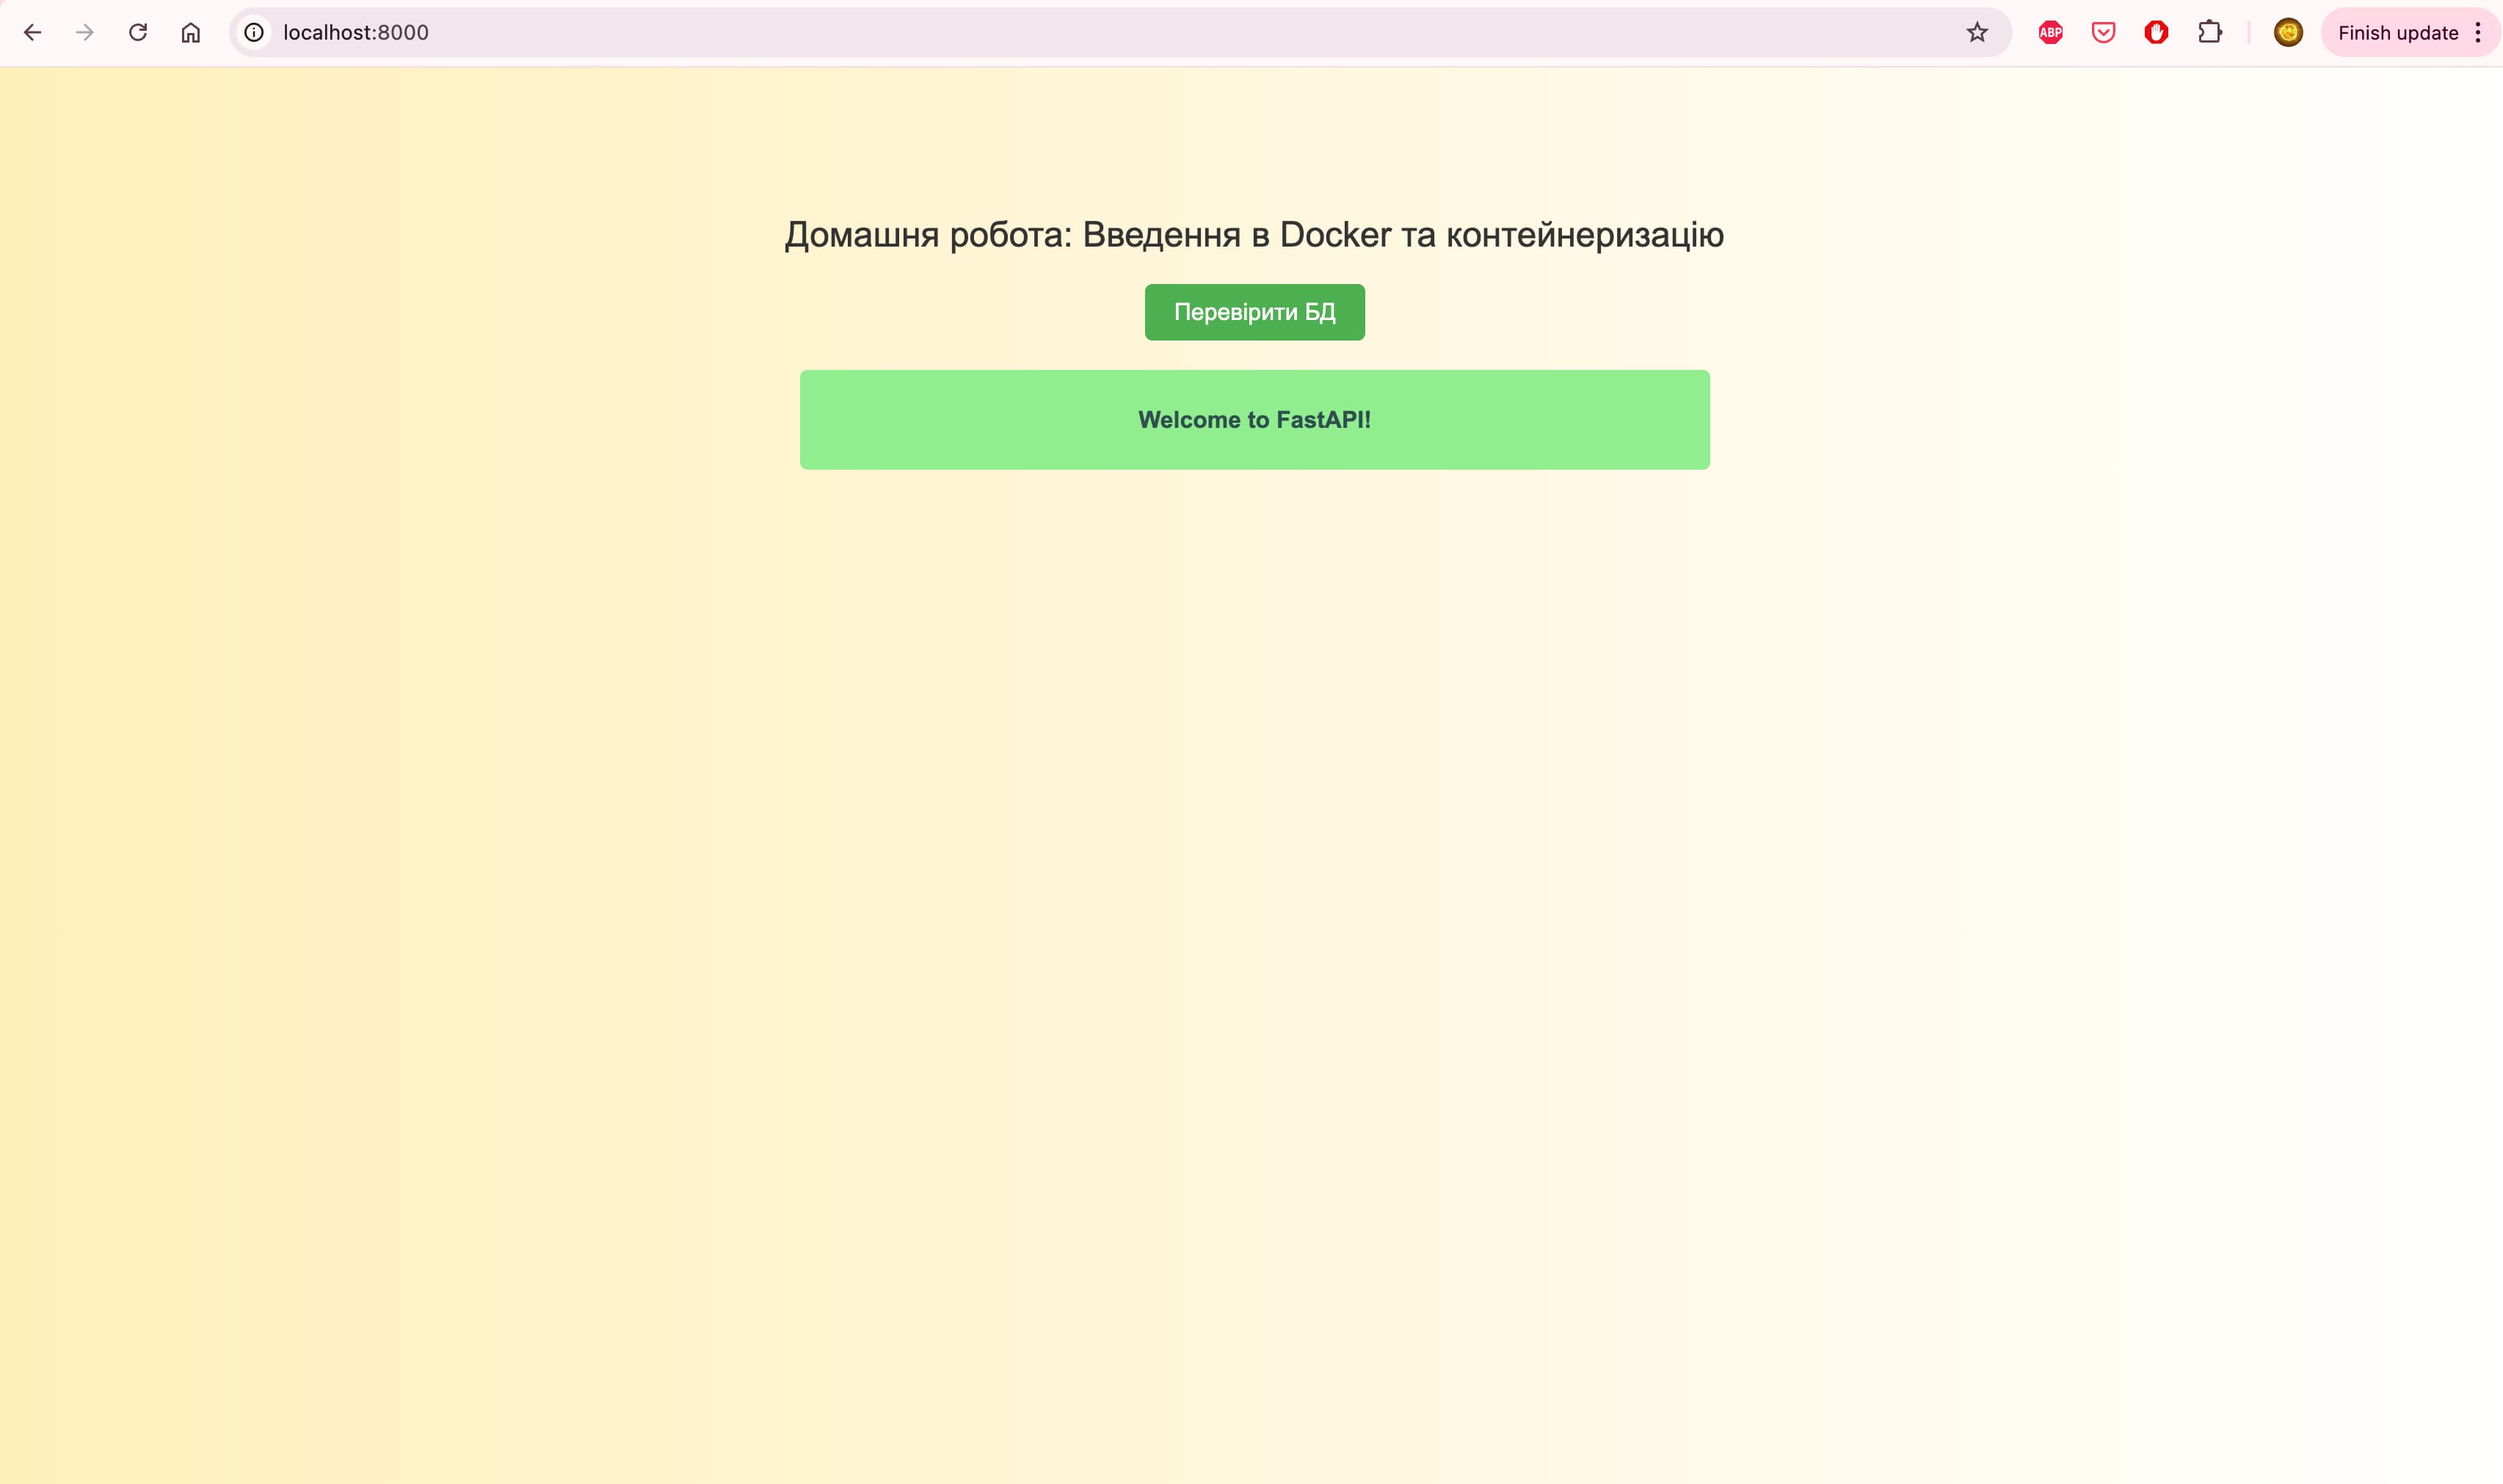 localhost:8000
ABP
Finish update
Домашня робота: Введення в Docker та контейнеризацію
Перевірити БД
Welcome to FastAPI!